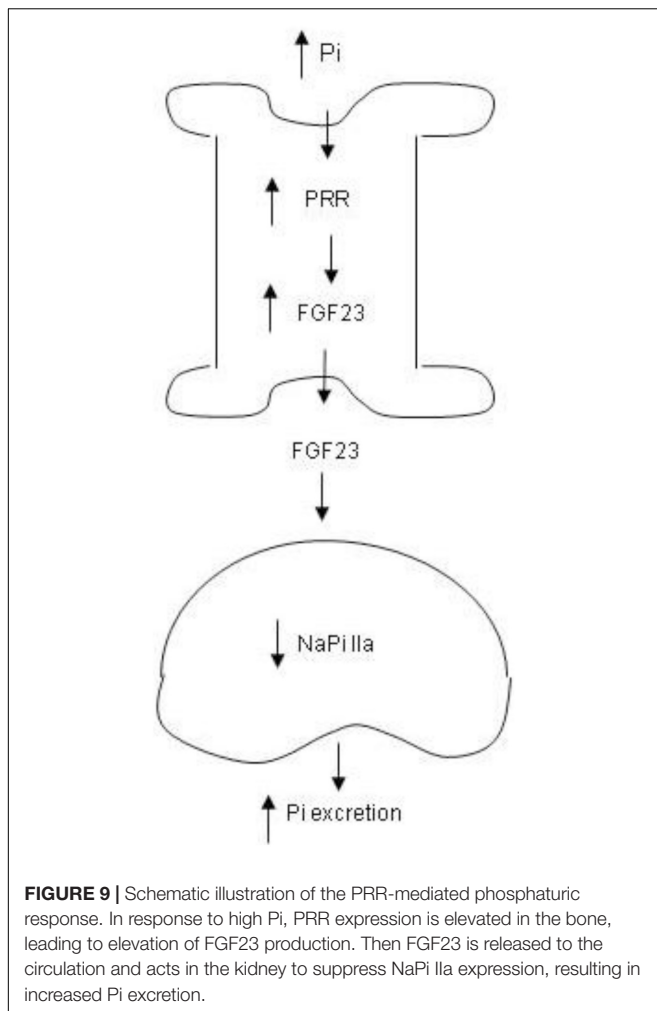 Pi
PRR
FGF23
FGF23
NaPi IIa
Pi excretion
FIGURE 9 | Schematic illustration of the PRR-mediated phosphaturic
response. In response to high Pi, PRR expression is elevated in the bone,
leading to elevation of FGF23 production. Then FGF23 is released to the
circulation and acts in the kidney to suppress NaPi IIa expression, resulting in
increased Pi excretion.